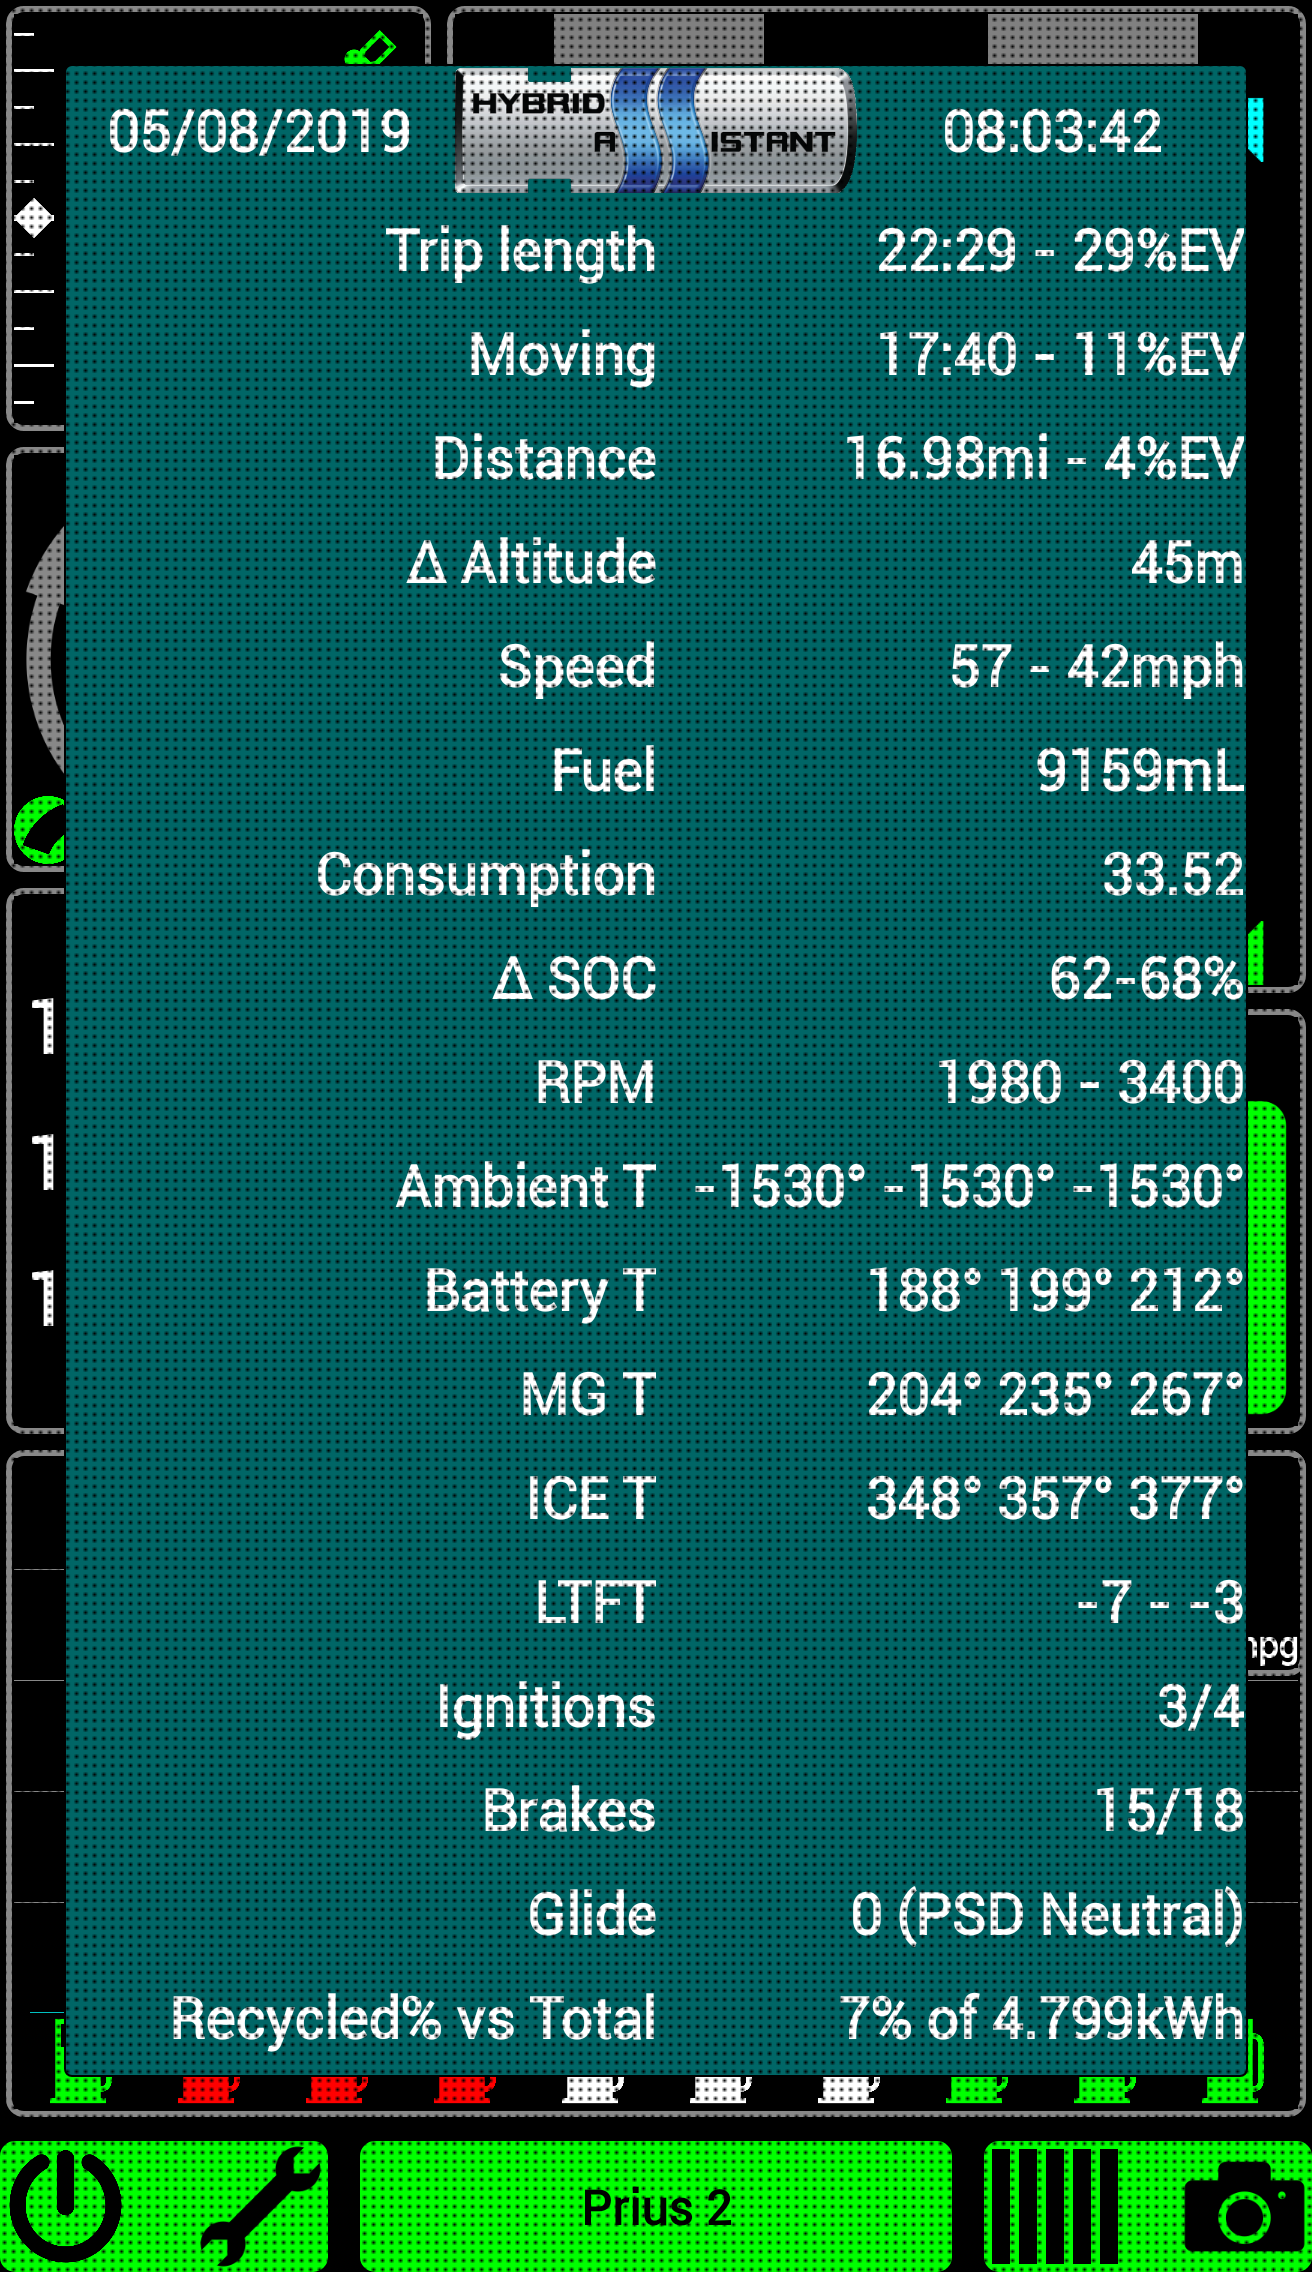 05/08/2019 HYBRID A ISTANT 08:03:42
Trip length 22:29 - 29%EV
Moving 17:40 - 11%EV
Distance 16.98mi - 4%EV
Δ Altitude 45m
Speed 57 - 42mph
Fuel 9159mL
Consumption 33.52
Δ SOC 62-68%
1
RPM 1980 - 3400
1
Ambient T -1530° -1530° -1530°
Battery T 188° 199° 212°
1
MG T 204° 235° 267°
ICE T 348° 357° 377°
LTFT -7 - -3
Ignitions 3/4
Brakes 15/18
Glide 0 (PSD Neutral)
Recycled% vs Total 7% of 4.799kWh
Prius 2